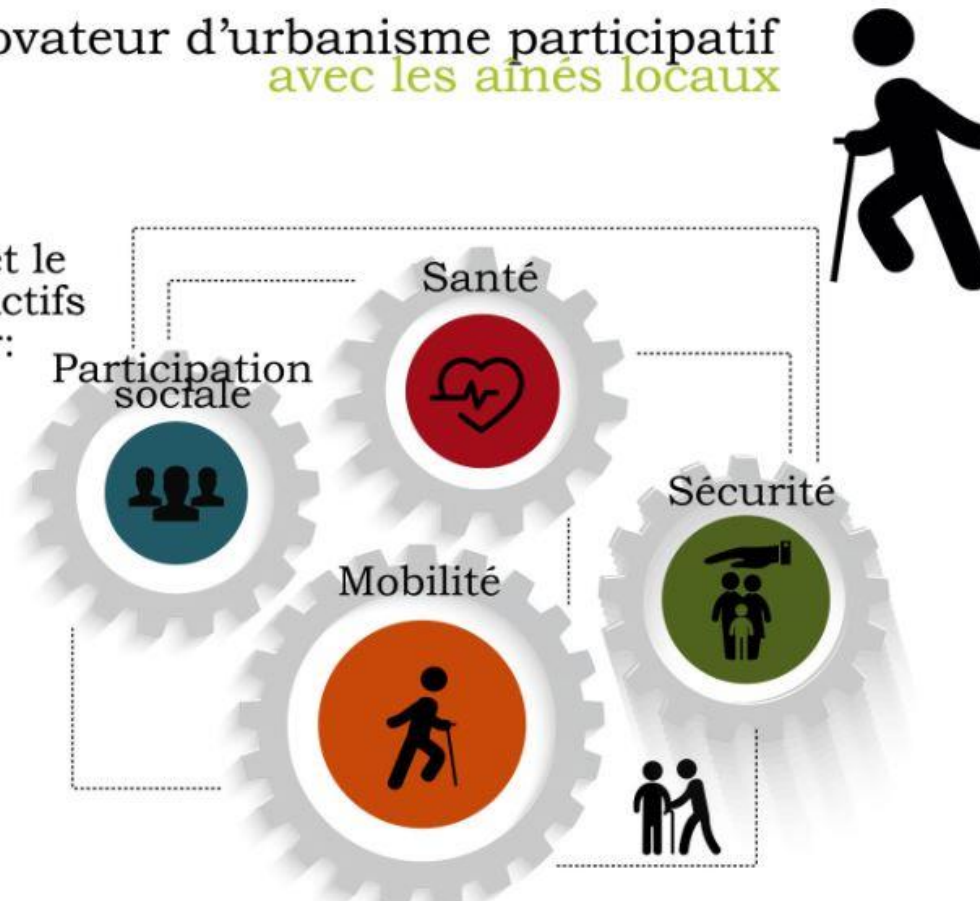 ovateur d'urbanisme participatif
avec les aînés locaux
et le
ctifs
:
Santé
Participation
sociale
Sécurité
Mobilité